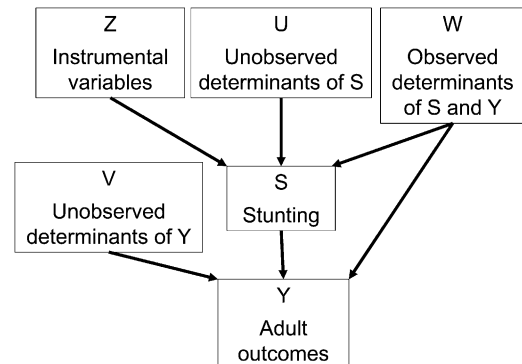 Z
Instrumental
variables
U
Unobserved
determinants of S
W
Observed
determinants
of S and Y
V
Unobserved
determinants of Y
S
Stunting
Y
Adult
outcomes